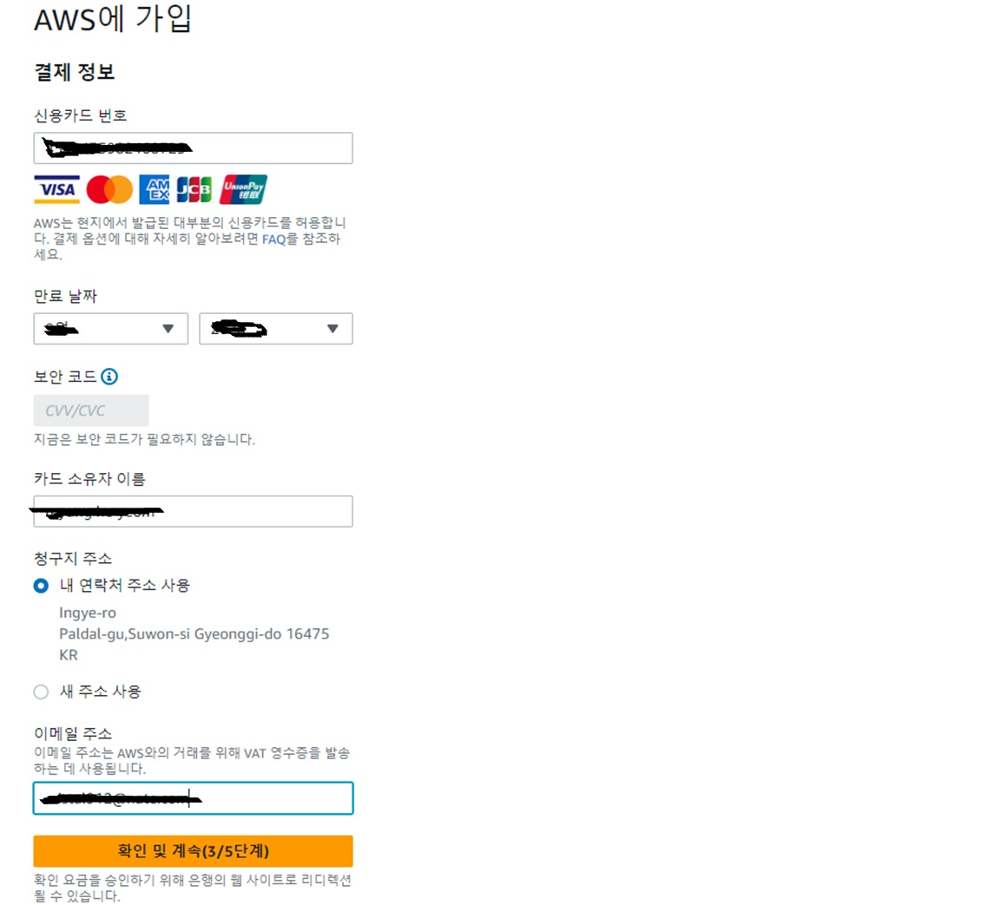 AWS에 가입
결제 정보
신용카드 번호
VISA
AM
EX
JCB
UnionPay
银联
AWS는 현지에서 발급된 대부분의 신용카드를 허용합니
다. 결제 옵션에 대해 자세히 알아보려면 FAQ를 참조하
세요.
만료 날짜
보안 코드
CVV/CVC
지금은 보안 코드가 필요하지 않습니다.
카드 소유자 이름
청구지 주소
내 연락처 주소 사용
Ingye-ro
Paldal-gu,Suwon-si Gyeonggi-do 16475
KR
새 주소 사용
이메일 주소
이메일 주소는 AWS와의 거래를 위해 VAT 영수증을 발송
하는 데 사용됩니다.
확인 및 계속(3/5단계)
확인 요금을 승인하기 위해 은행의 웹 사이트로 리디렉션
될 수 있습니다.